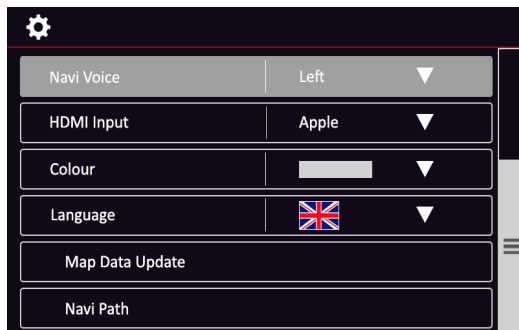 Navi Voice Left
HDMI Input Apple
Colour
Language
Map Data Update
Navi Path